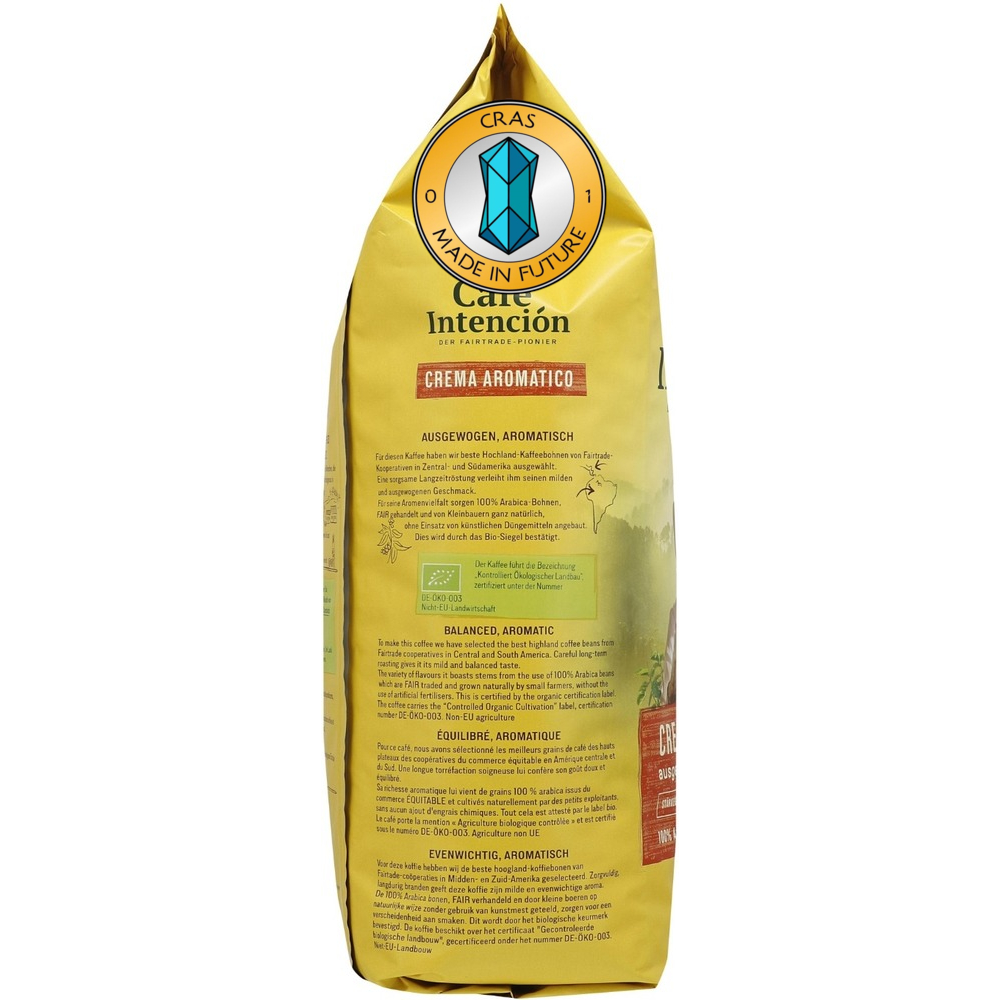 CRAS
0 1
MADE IN FUTURE
Café
Intención
DER FAIRTRADE-PIONIER
CREMA AROMATICO
AUSGEWOGEN, AROMATISCH
Für diesen Kaffee haben wir beste Hochland-Kaffeebohnen von Fairtrade-
Kooperativen in Zentral- und Südamerika ausgewählt.
Eine sorgsame Langzeitröstung verleiht ihm seinen milden
und ausgewogenen Geschmack.
Für seine Aromenvielfalt sorgen 100% Arabica-Bohnen,
FAIR gehandelt und von Kleinbauern ganz natürlich,
ohne Einsatz von künstlichen Düngemitteln angebaut.
Dies wird durch das Bio-Siegel bestätigt.
Der Kaffee führt die Bezeichnung
„Kontrolliert Ökologischer Landbau",
zertifiziert unter der Nummer
DE-ÖKO-003
Nicht-EU-Landwirtschaft
BALANCED, AROMATIC
To make this coffee we have selected the best highland coffee beans from
Fairtrade cooperatives in Central and South America. Careful long-term
roasting gives it its mild and balanced taste.
The variety of flavours it boasts stems from the use of 100% Arabica beans
which are FAIR traded and grown naturally by small farmers, without the
use of artificial fertilisers. This is certified by the organic certification label.
The coffee carries the "Controlled Organic Cultivation" label, certification
number DE-ÖKO-003. Non-EU agriculture
ÉQUILIBRÉ, AROMATIQUE
Pour ce café, nous avons sélectionné les meilleurs grains de café des hauts
plateaux des coopératives du commerce équitable en Amérique centrale et
du Sud. Une longue torréfaction soigneuse lui confère son goût doux et
équilibré.
Sa richesse aromatique lui vient de grains 100 % arabica issus du
commerce ÉQUITABLE et cultivés naturellement par des petits exploitants,
sans aucun ajout d'engrais chimiques. Tout cela est attesté par le label bio.
Le café porte la mention « Agriculture biologique contrôlée » et est certifié
sous le numéro DE-ÖKO-003. Agriculture non UE
EVENWICHTIG, AROMATISCH
Voor deze koffie hebben wij de beste hoogland-koffiebonen van
Fairtade-coöperaties in Midden- en Zuid-Amerika geselecteerd. Zorgvuldig,
langdurig branden geeft deze koffie zijn milde en evenwichtige aroma.
De 100% Arabica bonen, FAIR verhandeld en door kleine boeren op
natuurlijke wijze zonder gebruik van kunstmest geteeld, zorgen voor een
verscheidenheid aan smaken. Dit wordt door het biologische keurmerk
bevestigd. De koffie beschikt over het certificaat "Gecontroleerde
biologische landbouw", gecertificeerd onder het nummer DE-ÖKO-003.
Niet-EU-Landbouw
CRE
ausge
100%